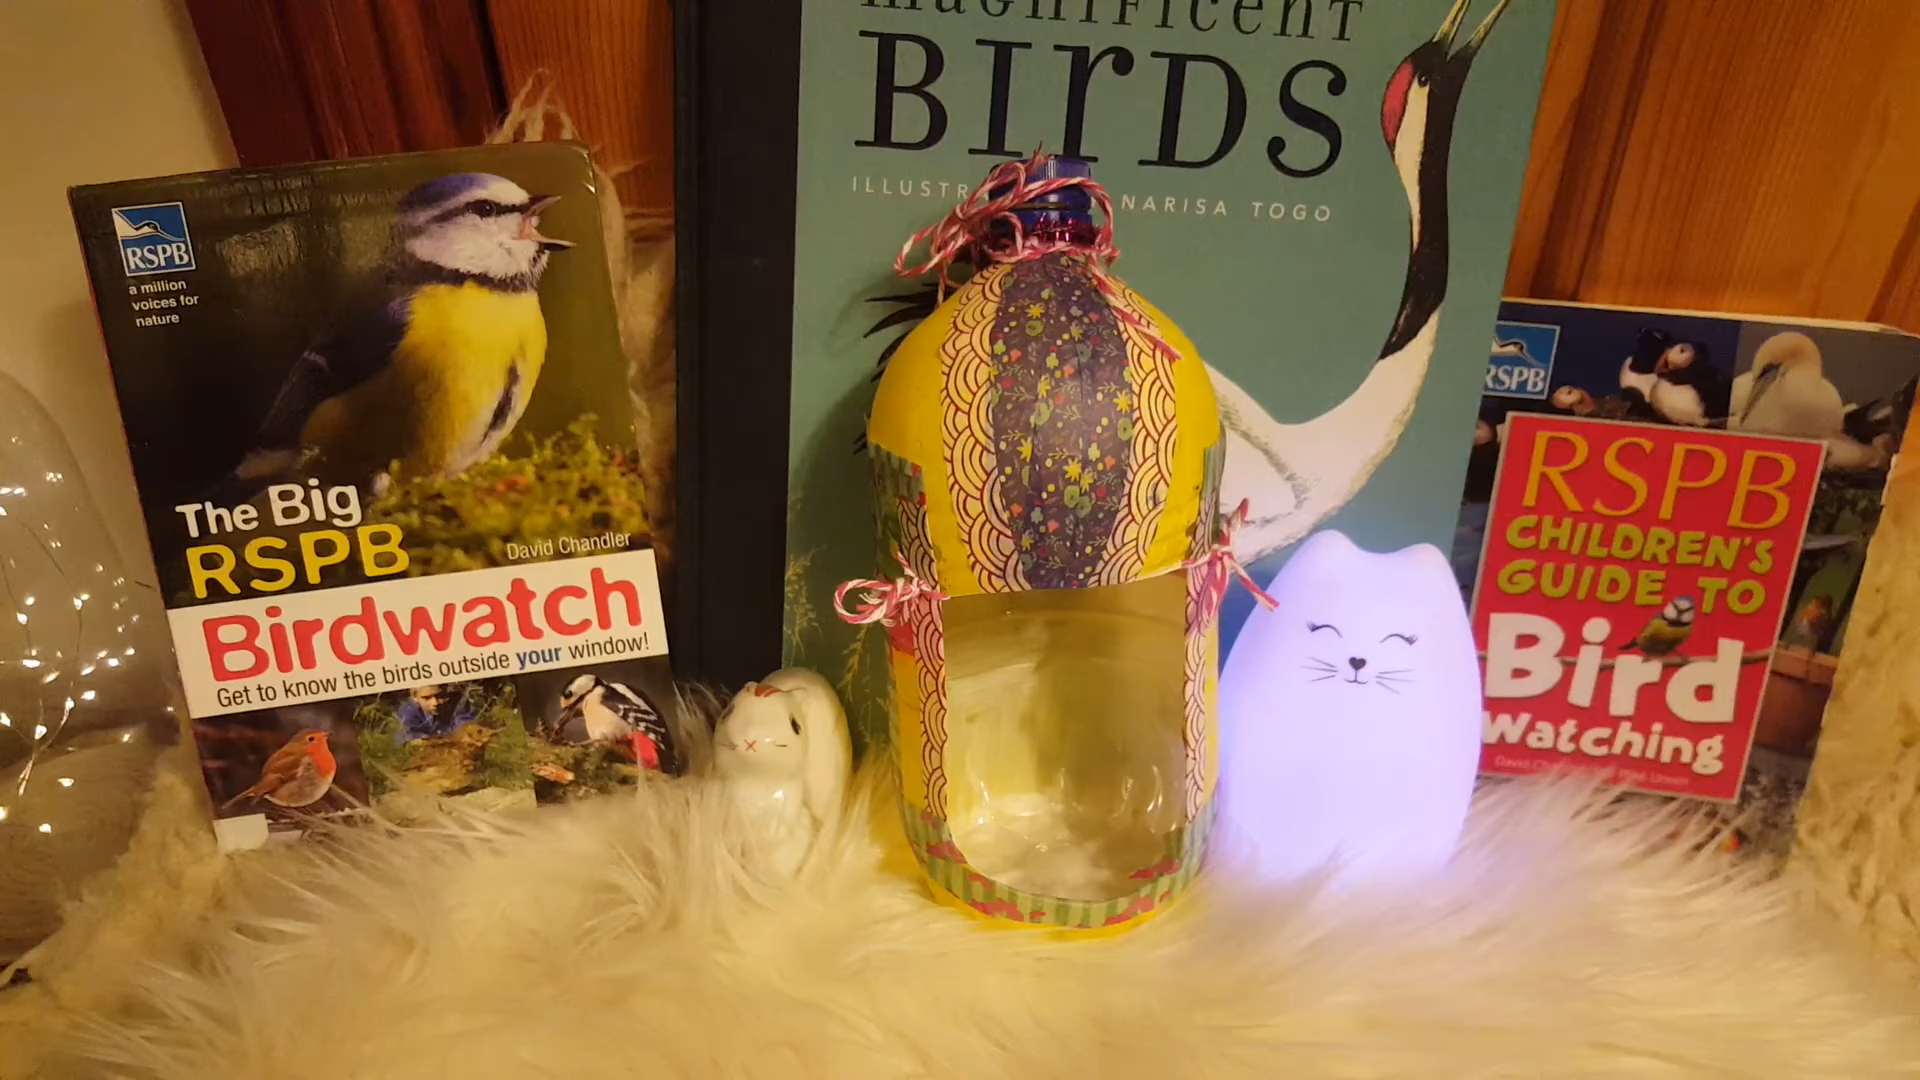 RSPB
a million
voices for
nature
The Big
RSPB
David Chandler
Birdwatch
Get to know the birds outside your window!
magnificent
BIrDS
ILLUSTR NARISA TOGO
RSPB
RSPB
CHILDREN'S
GUIDE TO
Bird
Watching